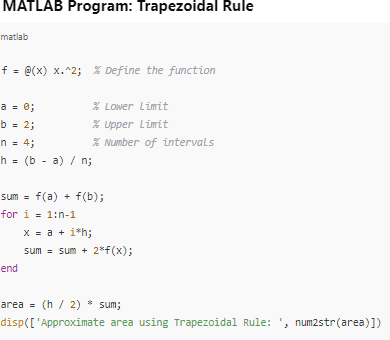 MATLAB Program: Trapezoidal Rule
matlab
f = @(x) x.^2;  % Define the function
a = 0;          % Lower limit
b = 2;          % Upper limit
n = 4;          % Number of intervals
h = (b - a) / n;
sum = f(a) + f(b);
for i = 1:n-1
    x = a + i*h;
    sum = sum + 2*f(x);
end
area = (h / 2) * sum;
disp(['Approximate area using Trapezoidal Rule: ', num2str(area)])